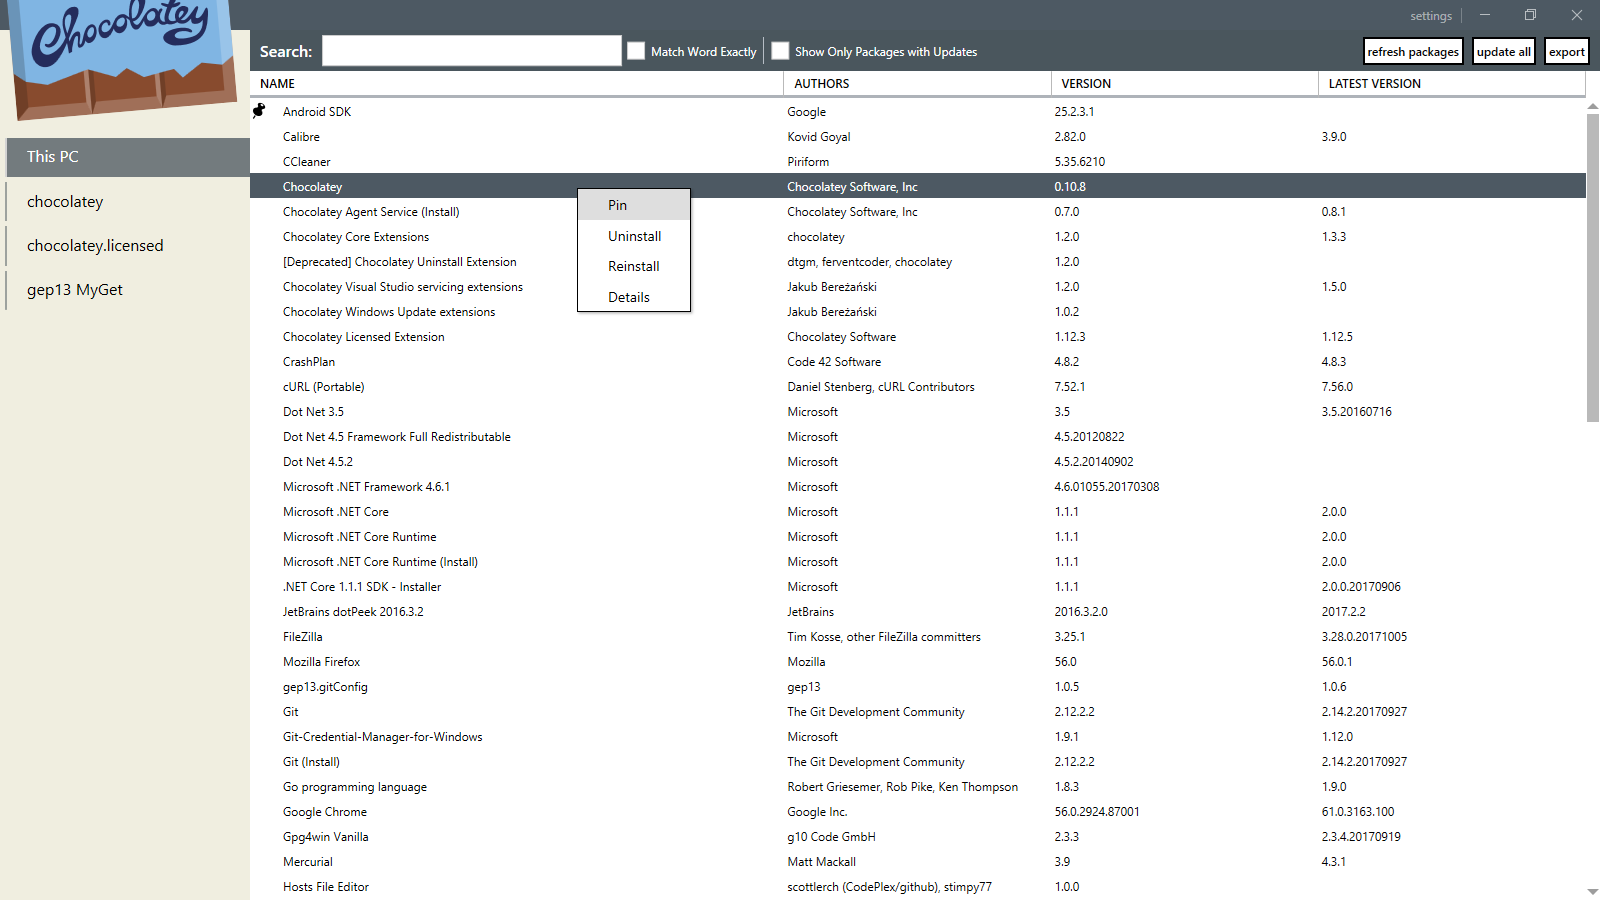 Chocolatey
settings
Search:
Match Word Exactly
Show Only Packages with Updates
refresh packages
update all
export
This PC
chocolatey
chocolatey.licensed
gep13 MyGet
NAME AUTHORS VERSION LATEST VERSION
Android SDK Google 25.2.3.1
Calibre Kovid Goyal 2.82.0 3.9.0
CCleaner Piriform 5.35.6210
Chocolatey Chocolatey Software, Inc 0.10.8
Chocolatey Agent Service (Install) Chocolatey Software, Inc 0.7.0 0.8.1
Chocolatey Core Extensions chocolatey 1.2.0 1.3.3
[Deprecated] Chocolatey Uninstall Extension dtgm, ferventcoder, chocolatey 1.2.0
Chocolatey Visual Studio servicing extensions Jakub Bereżański 1.2.0 1.5.0
Chocolatey Windows Update extensions Jakub Bereżański 1.0.2
Chocolatey Licensed Extension Chocolatey Software 1.12.3 1.12.5
CrashPlan Code 42 Software 4.8.2 4.8.3
cURL (Portable) Daniel Stenberg, cURL Contributors 7.52.1 7.56.0
Dot Net 3.5 Microsoft 3.5 3.5.20160716
Dot Net 4.5 Framework Full Redistributable Microsoft 4.5.20120822
Dot Net 4.5.2 Microsoft 4.5.2.20140902
Microsoft .NET Framework 4.6.1 Microsoft 4.6.01055.20170308
Microsoft .NET Core Microsoft 1.1.1 2.0.0
Microsoft .NET Core Runtime Microsoft 1.1.1 2.0.0
Microsoft .NET Core Runtime (Install) Microsoft 1.1.1 2.0.0
.NET Core 1.1.1 SDK - Installer Microsoft 1.1.1 2.0.0.20170906
JetBrains dotPeek 2016.3.2 JetBrains 2016.3.2.0 2017.2.2
FileZilla Tim Kosse, other FileZilla committers 3.25.1 3.28.0.20171005
Mozilla Firefox Mozilla 56.0 56.0.1
gep13.gitConfig gep13 1.0.5 1.0.6
Git The Git Development Community 2.12.2.2 2.14.2.20170927
Git-Credential-Manager-for-Windows Microsoft 1.9.1 1.12.0
Git (Install) The Git Development Community 2.12.2.2 2.14.2.20170927
Go programming language Robert Griesemer, Rob Pike, Ken Thompson 1.8.3 1.9.0
Google Chrome Google Inc. 56.0.2924.87001 61.0.3163.100
Gpg4win Vanilla g10 Code GmbH 2.3.3 2.3.4.20170919
Mercurial Matt Mackall 3.9 4.3.1
Hosts File Editor scottlerch (CodePlex/github), stimpy77 1.0.0
Pin
Uninstall
Reinstall
Details